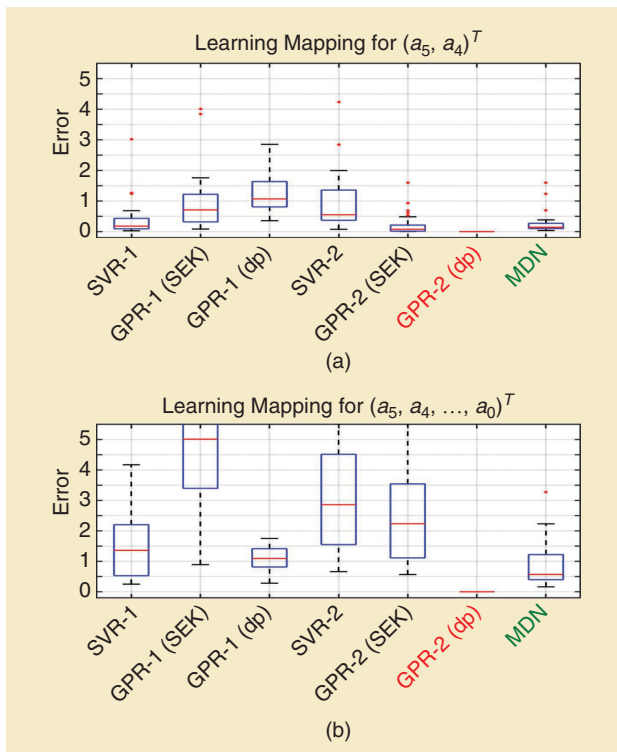 Learning Mapping for (a₅, a₄)ᵀ
Error
5
4
3
2
1
0
SVR-1
GPR-1 (SEK)
GPR-1 (dp)
SVR-2
GPR-2 (SEK)
GPR-2 (dp)
MDN
(a)
Learning Mapping for (a₅, a₄, …, a₀)ᵀ
Error
5
4
3
2
1
0
SVR-1
GPR-1 (SEK)
GPR-1 (dp)
SVR-2
GPR-2 (SEK)
GPR-2 (dp)
MDN
(b)